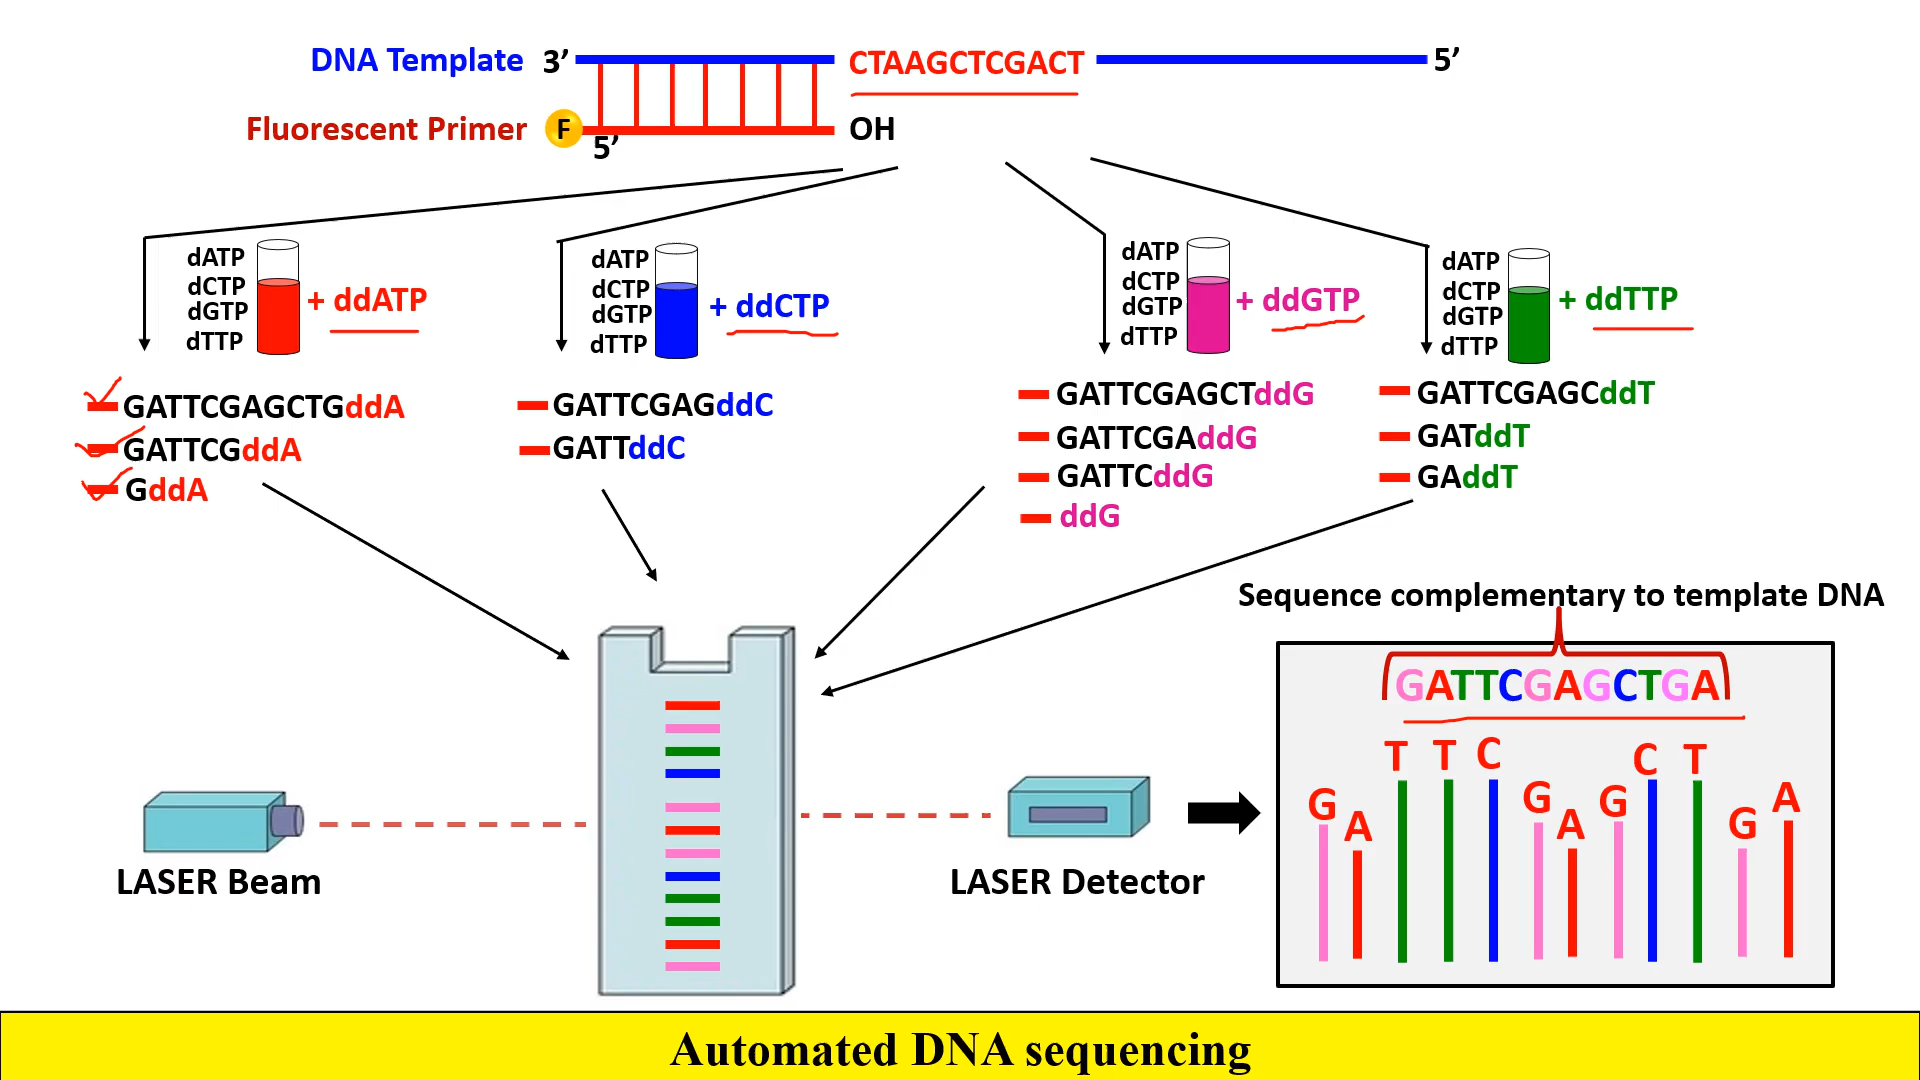 DNA Template 3’ CTAAGCTCGACT 5’
Fluorescent Primer F 5’ OH
dATP
dCTP
dGTP
dTTP
+ ddATP
dATP
dCTP
dGTP
dTTP
+ ddCTP
dATP
dCTP
dGTP
dTTP
+ ddGTP
dATP
dCTP
dGTP
dTTP
+ ddTTP
GATTCGAGCTGddA
GATTCGddA
GddA
GATTCGAGddC
GATTddC
GATTCGAGCTddG
GATTCGAddG
GATTCddG
ddG
GATTCGAGCddT
GATddT
GAddT
Sequence complementary to template DNA
GATTCGAGCTGA
G A T T C G A G C T G A
LASER Beam
LASER Detector
Automated DNA sequencing